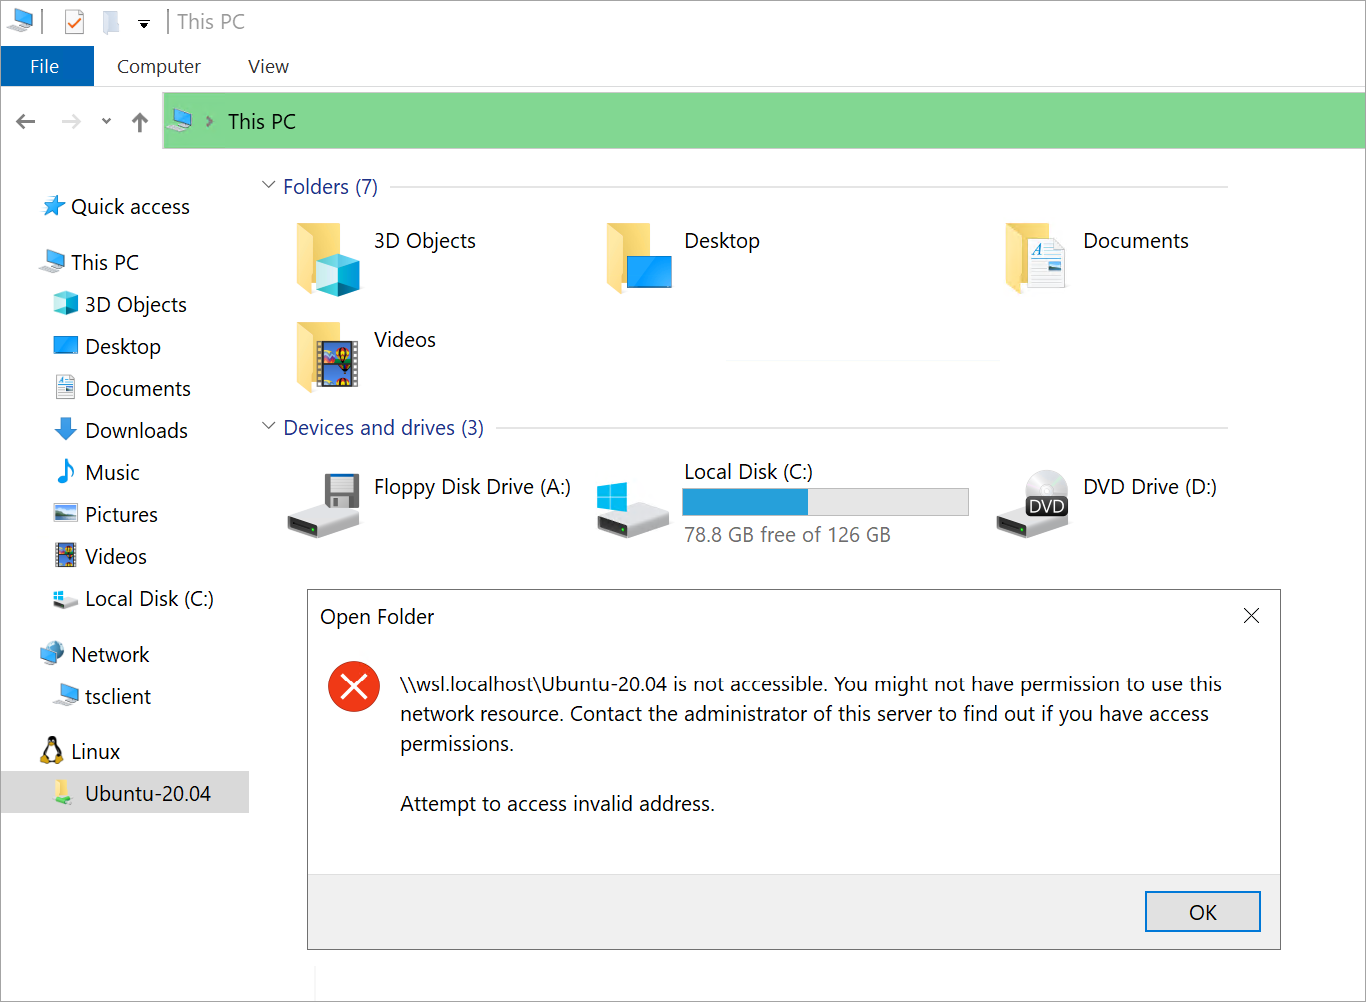 This PC
File
Computer
View
This PC
Quick access
This PC
3D Objects
Desktop
Documents
Downloads
Music
Pictures
Videos
Local Disk (C:)
Network
tsclient
Linux
Ubuntu-20.04
Folders (7)
3D Objects
Desktop
Documents
Videos
Devices and drives (3)
Floppy Disk Drive (A:)
Local Disk (C:)
78.8 GB free of 126 GB
DVD
DVD Drive (D:)
Open Folder
\\wsl.localhost\Ubuntu-20.04 is not accessible. You might not have permission to use this
network resource. Contact the administrator of this server to find out if you have access
permissions.
Attempt to access invalid address.
OK